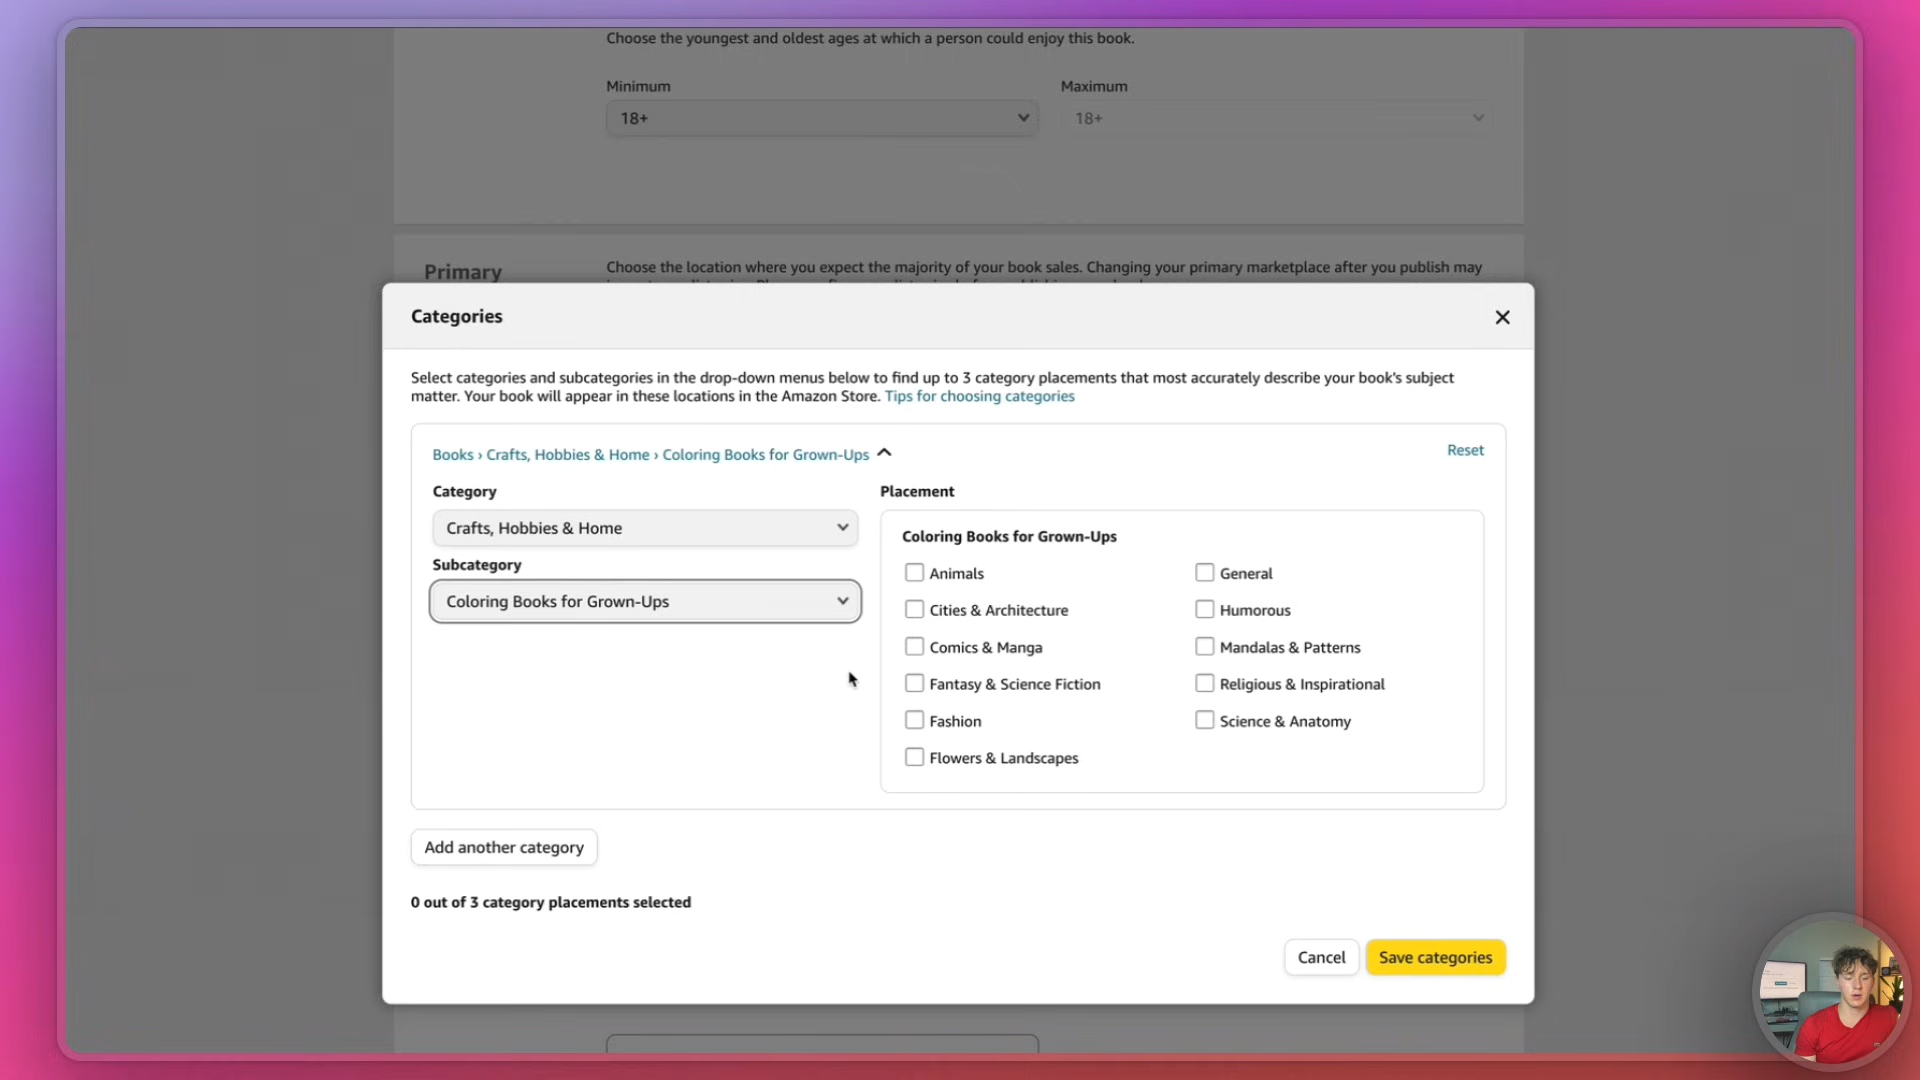 Choose the youngest and oldest ages at which a person could enjoy this book.
Minimum
Maximum
18+
18+
Primary
Choose the location where you expect the majority of your book sales. Changing your primary marketplace after you publish may
Categories
Select categories and subcategories in the drop-down menus below to find up to 3 category placements that most accurately describe your book's subject
matter. Your book will appear in these locations in the Amazon Store. Tips for choosing categories
Books › Crafts, Hobbies & Home › Coloring Books for Grown-Ups
Reset
Category
Crafts, Hobbies & Home
Subcategory
Coloring Books for Grown-Ups
Placement
Coloring Books for Grown-Ups
Animals
Cities & Architecture
Comics & Manga
Fantasy & Science Fiction
Fashion
Flowers & Landscapes
General
Humorous
Mandalas & Patterns
Religious & Inspirational
Science & Anatomy
Add another category
0 out of 3 category placements selected
Cancel
Save categories